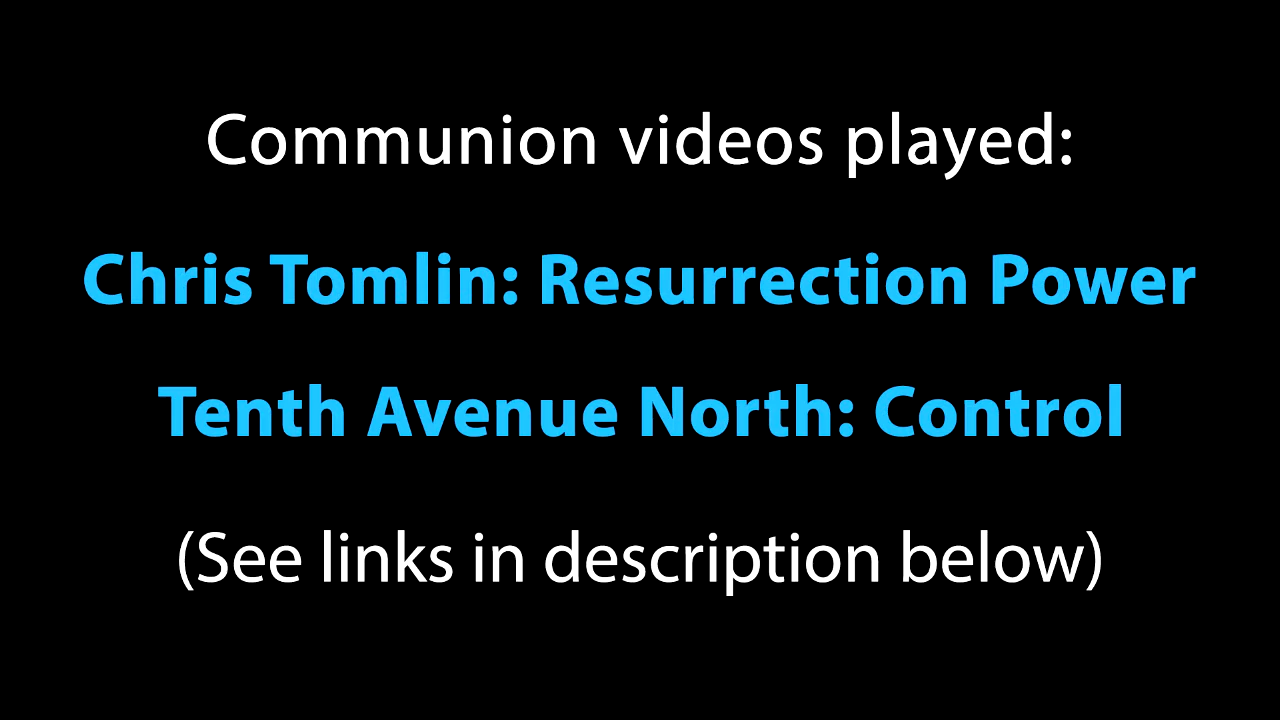 Communion videos played:
Chris Tomlin: Resurrection Power
Tenth Avenue North: Control
(See links in description below)